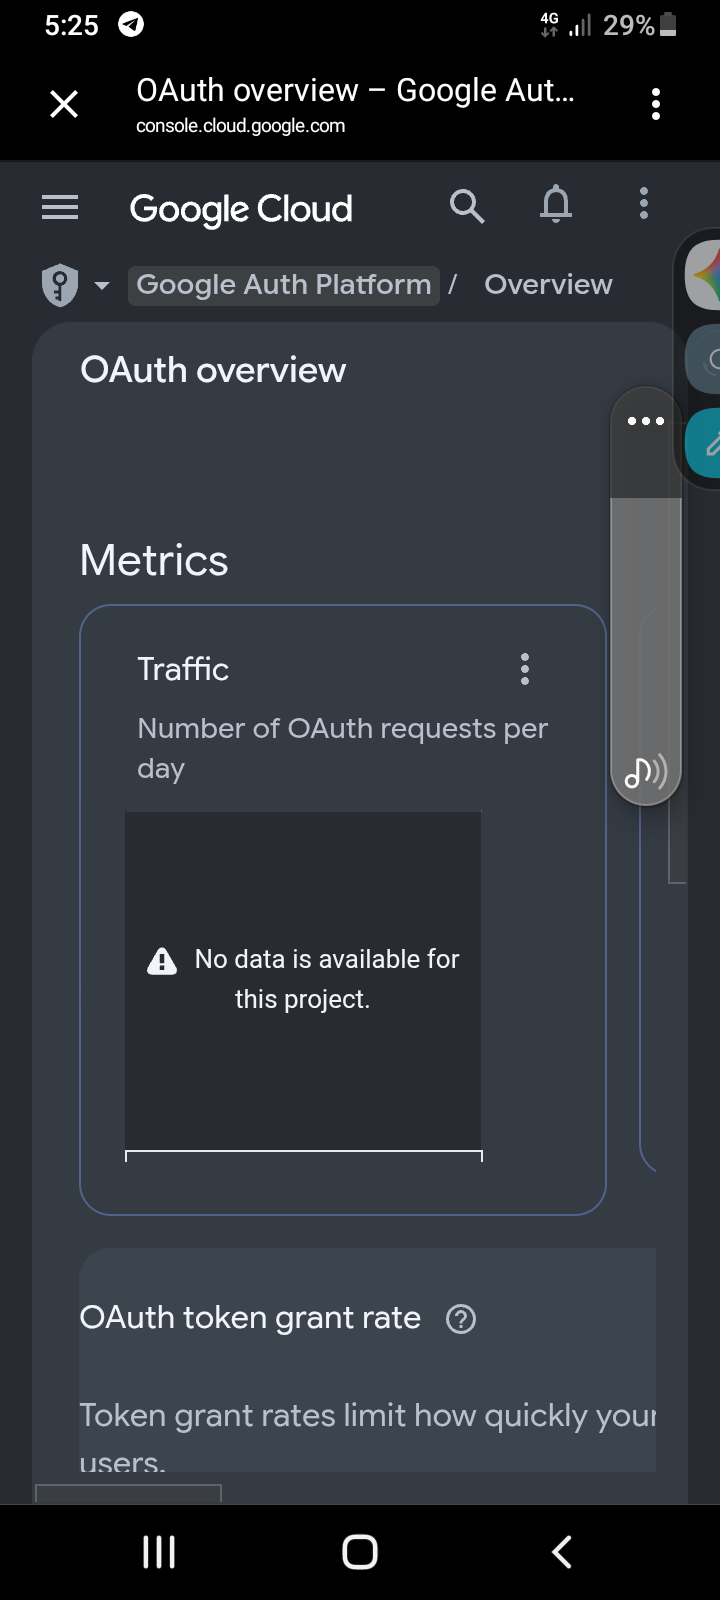 5:25
4G
29%
OAuth overview – Google Aut...
console.cloud.google.com
Google Cloud
Google Auth Platform / Overview
OAuth overview
Metrics
Traffic
Number of OAuth requests per
day
No data is available for
this project.
OAuth token grant rate
Token grant rates limit how quickly your
users.